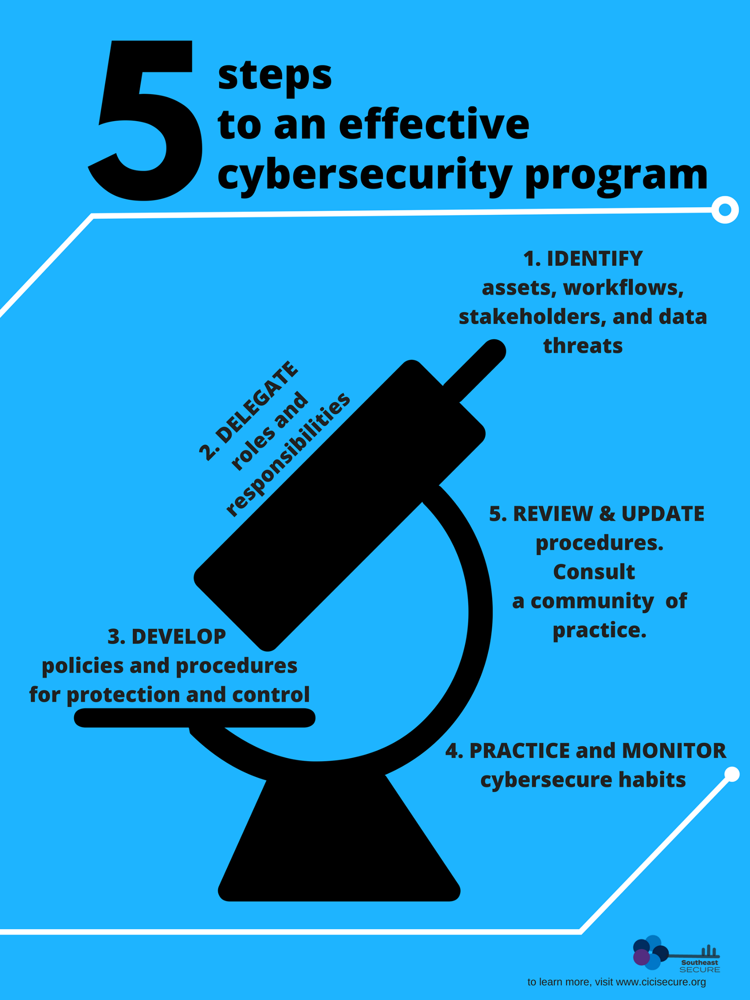 5 steps
to an effective
cybersecurity program
1. IDENTIFY
assets, workflows,
stakeholders, and data
threats
2. DELEGATE
roles and
responsibilities
3. DEVELOP
policies and procedures
for protection and control
4. PRACTICE and MONITOR
cybersecure habits
5. REVIEW & UPDATE
procedures.
Consult
a community of
practice.
Southeast
SECURE
to learn more, visit www.cicisecure.org